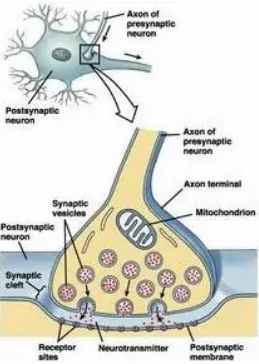 Axon of
presynaptic
neuron
Postsynaptic
neuron
Axon of
presynaptic
neuron
Axon terminal
Synaptic
vesicles
Mitochondrion
Postsynaptic
neuron
Synaptic
cleft
Receptor
sites
Neurotransmitter
Postsynaptic
membrane